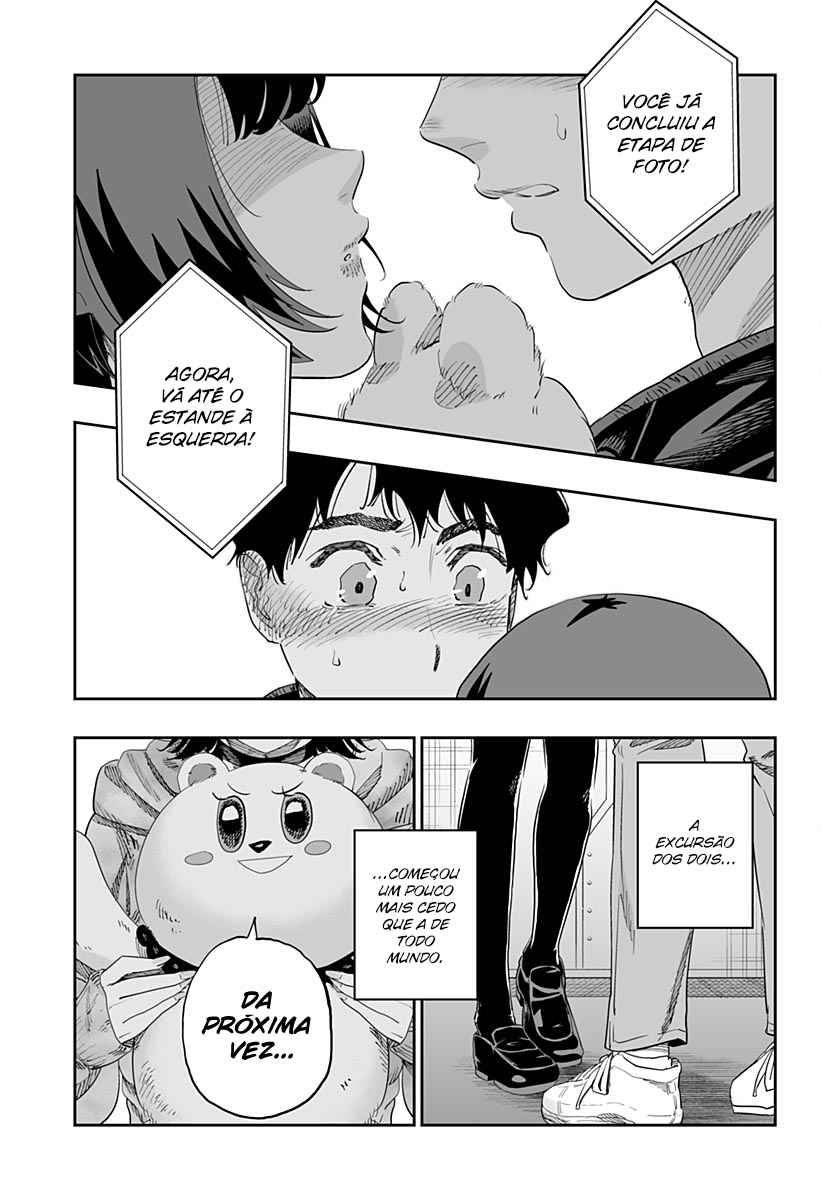 VOCÊ JÁ
CONCLUIU A
ETAPA DE
FOTO!
AGORA,
VÁ ATÉ O
ESTANDE À
ESQUERDA!
A
EXCURSÃO
DOS DOIS...
...COMEÇOU
UM POUCO
MAIS CEDO
QUE A DE
TODO
MUNDO.
DA
PRÓXIMA
VEZ...